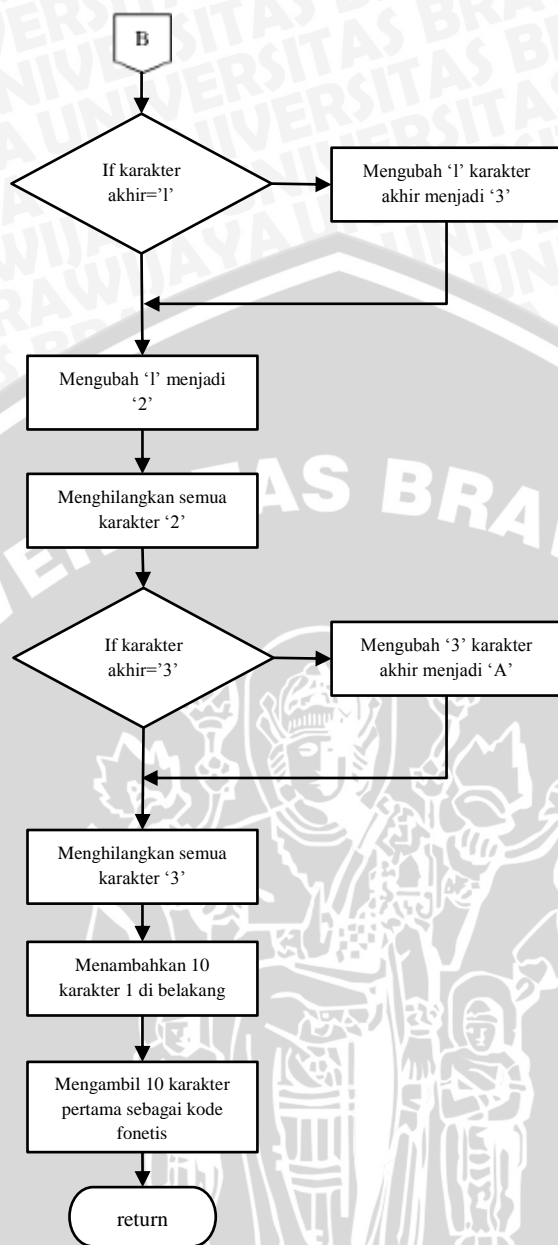 B
If karakter
akhir=’l’
Mengubah ‘l’ karakter
akhir menjadi ‘3’
Mengubah ‘l’ menjadi
‘2’
Menghilangkan semua
karakter ‘2’
If karakter
akhir=’3’
Mengubah ‘3’ karakter
akhir menjadi ‘A’
Menghilangkan semua
karakter ‘3’
Menambahkan 10
karakter 1 di belakang
Mengambil 10 karakter
pertama sebagai kode
fonetis
return